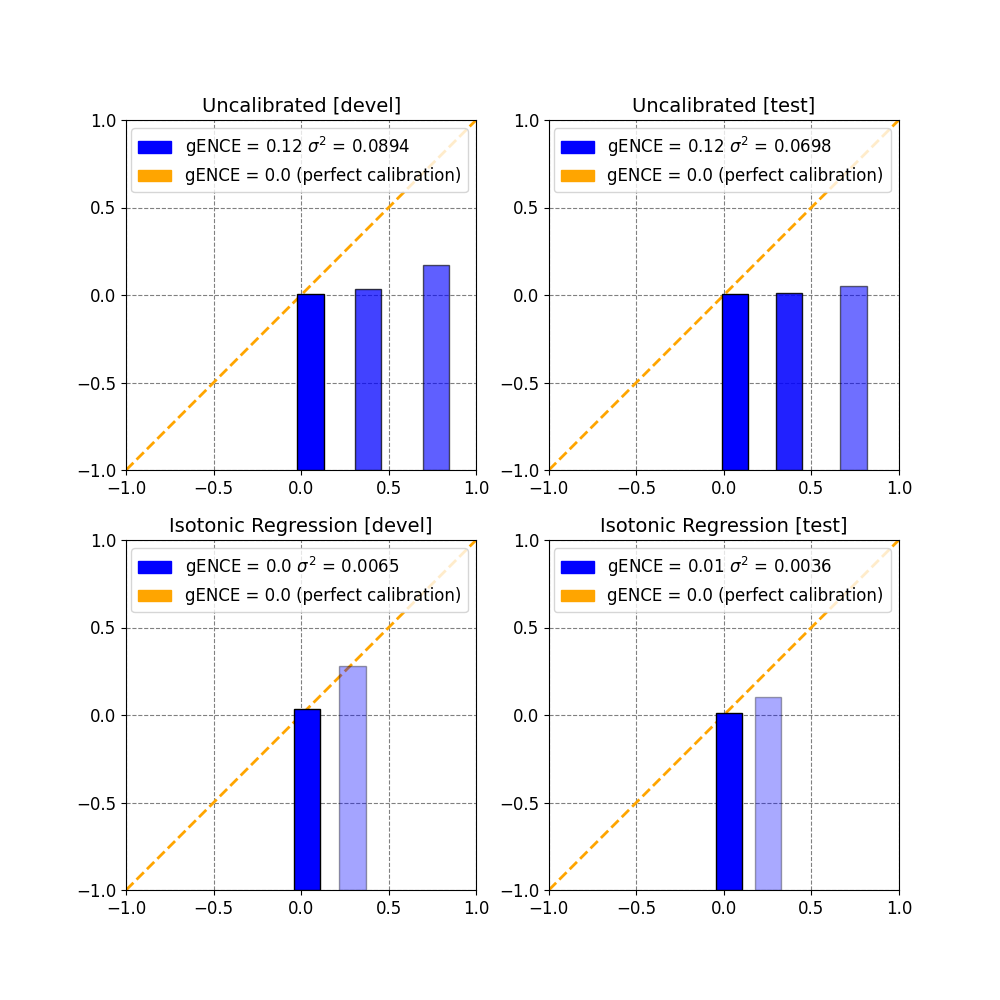 Uncalibrated [devel]
1.0
0.5
0.0
−0.5
−1.0
gENCE = 0.12 σ² = 0.0894
gENCE = 0.0 (perfect calibration)
−1.0 −0.5 0.0 0.5 1.0
Uncalibrated [test]
1.0
0.5
0.0
−0.5
−1.0
gENCE = 0.12 σ² = 0.0698
gENCE = 0.0 (perfect calibration)
−1.0 −0.5 0.0 0.5 1.0
Isotonic Regression [devel]
1.0
0.5
0.0
−0.5
−1.0
gENCE = 0.0 σ² = 0.0065
gENCE = 0.0 (perfect calibration)
−1.0 −0.5 0.0 0.5 1.0
Isotonic Regression [test]
1.0
0.5
0.0
−0.5
−1.0
gENCE = 0.01 σ² = 0.0036
gENCE = 0.0 (perfect calibration)
−1.0 −0.5 0.0 0.5 1.0